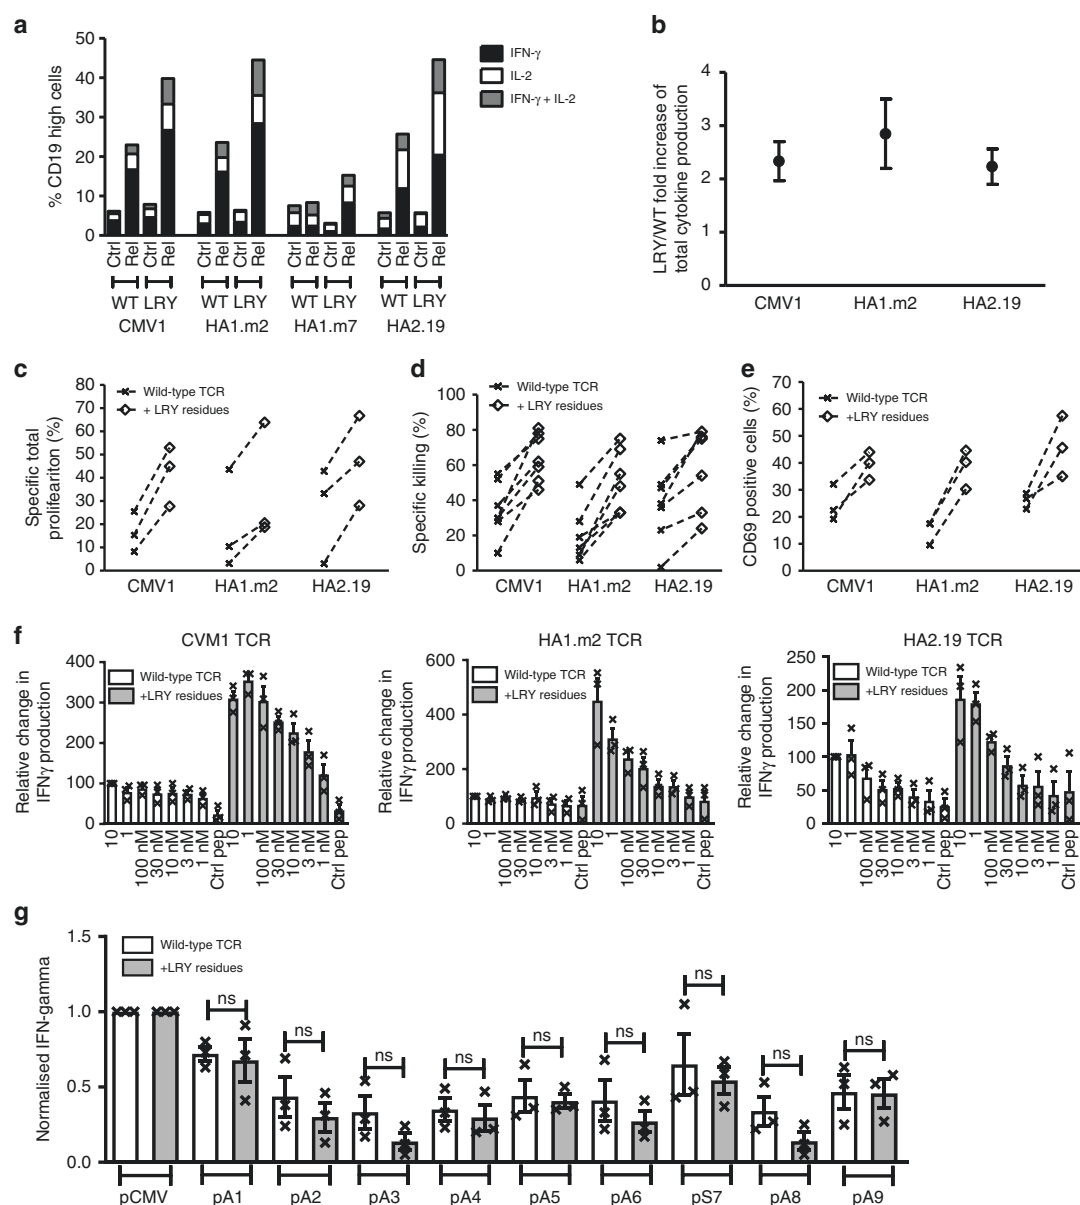 a
50
40
30
20
10
0
% CD19 high cells
IFN-γ
IL-2
IFN-γ + IL-2
Ctrl Rel Ctrl Rel Ctrl Rel Ctrl Rel Ctrl Rel Ctrl Rel Ctrl Rel Ctrl Rel
WT LRY WT LRY WT LRY WT LRY
CMV1 HA1.m2 HA1.m7 HA2.19
b
4
3
2
1
0
LRY/WT fold increase of
total cytokine production
CMV1 HA1.m2 HA2.19
c
80
70
60
50
40
30
20
10
0
Specific total
prolifeariton (%)
Wild-type TCR
+ LRY residues
CMV1 HA1.m2 HA2.19
d
100
80
60
40
20
0
Specific killing (%)
Wild-type TCR
+ LRY residues
CMV1 HA1.m2 HA2.19
e
70
60
50
40
30
20
10
0
CD69 positive cells (%)
Wild-type TCR
+LRY residues
CMV1 HA1.m2 HA2.19
f
CVM1 TCR
400
300
200
100
0
Relative change in
IFNγ production
Wild-type TCR
+LRY residues
10 1 100 nM 30 nM 10 nM 3 nM 1 nM Ctrl pep 10 1 100 nM 30 nM 10 nM 3 nM 1 nM Ctrl pep
HA1.m2 TCR
600
400
200
0
Relative change in
IFNγ production
Wild-type TCR
+LRY residues
10 1 100 nM 30 nM 10 nM 3 nM 1 nM Ctrl pep 10 1 100 nM 30 nM 10 nM 3 nM 1 nM Ctrl pep
HA2.19 TCR
250
200
150
100
50
0
Relative change in
IFNγ production
Wild-type TCR
+LRY residues
10 1 100 nM 30 nM 10 nM 3 nM 1 nM Ctrl pep 10 1 100 nM 30 nM 10 nM 3 nM 1 nM Ctrl pep
g
1.5
1.0
0.5
0.0
Normalised IFN-gamma
Wild-type TCR
+LRY residues
ns ns ns ns ns ns ns ns ns
pCMV pA1 pA2 pA3 pA4 pA5 pA6 pS7 pA8 pA9